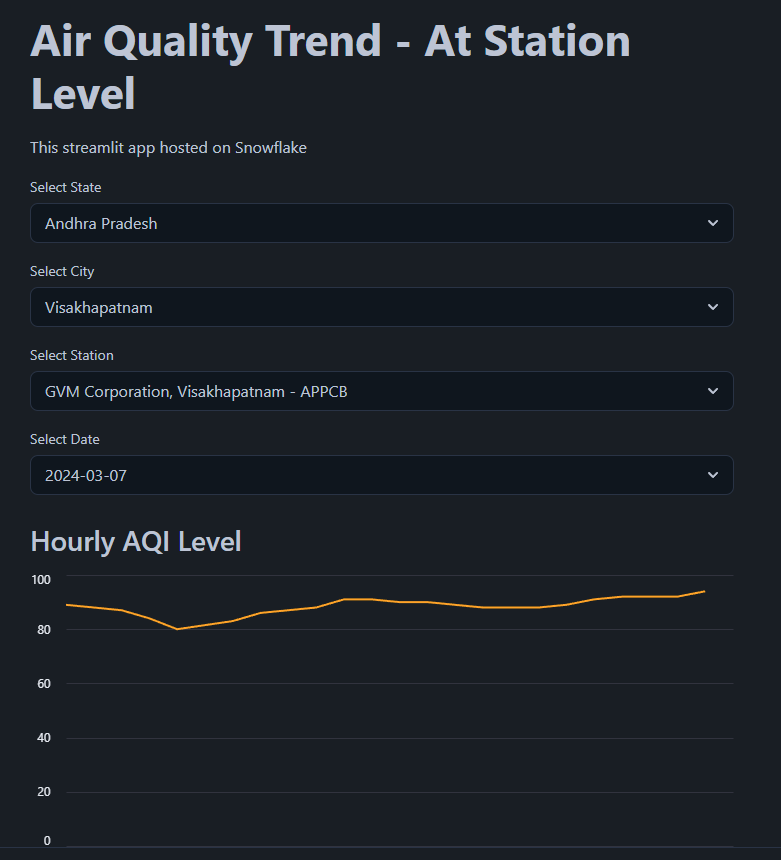 Air Quality Trend - At Station
Level
This streamlit app hosted on Snowflake
Select State
Andhra Pradesh
Select City
Visakhapatnam
Select Station
GVM Corporation, Visakhapatnam - APPCB
Select Date
2024-03-07
Hourly AQI Level
100
80
60
40
20
0